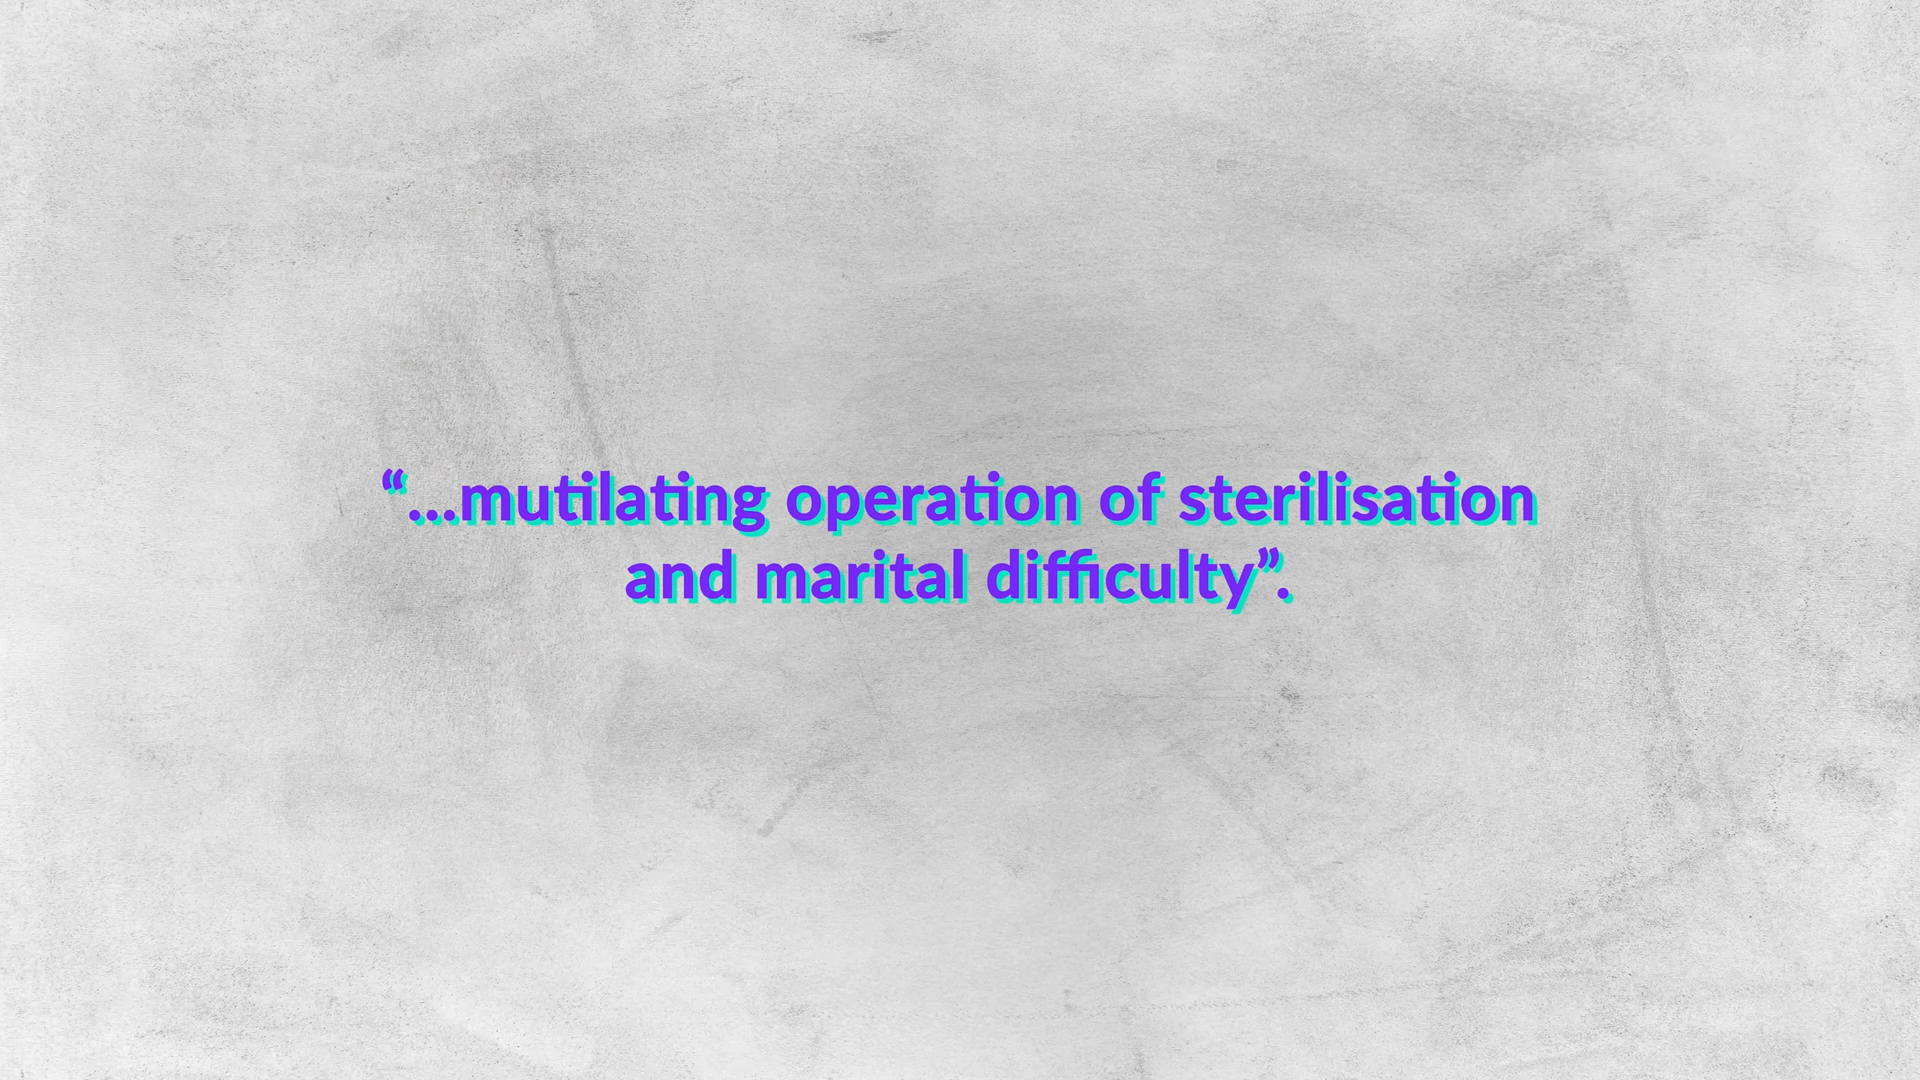 “...mutilating operation of sterilisation
and marital difficulty”.